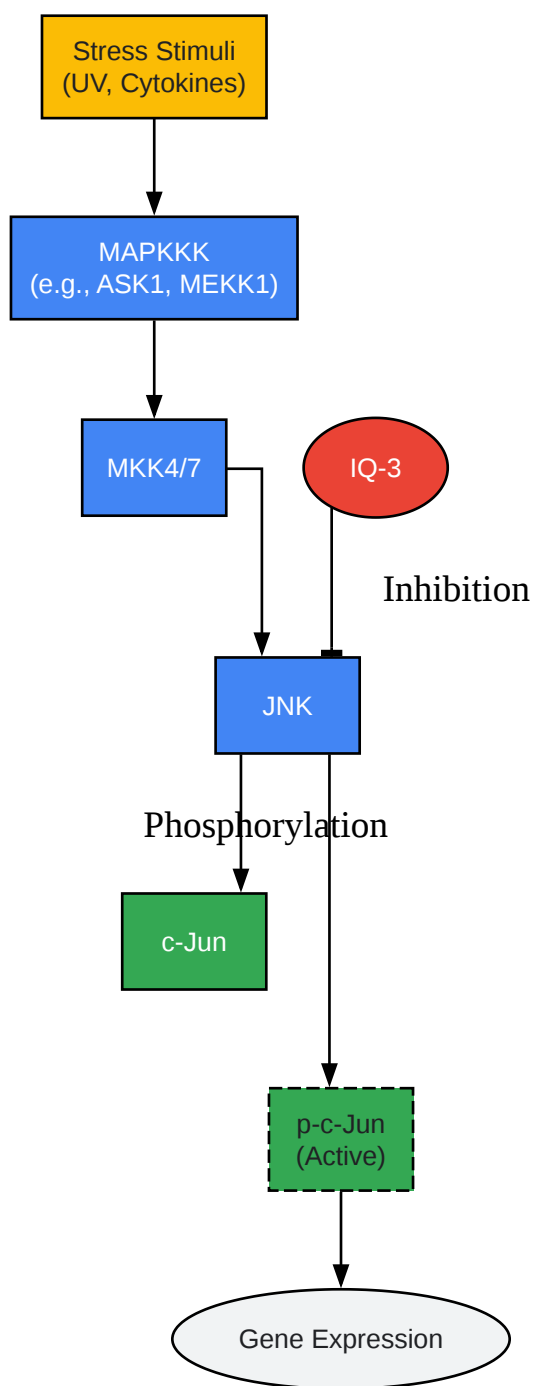 Stress Stimuli
(UV, Cytokines)
MAPKKK
(e.g., ASK1, MEKK1)
MKK4/7
IQ-3
Inhibition
JNK
Phosphorylation
c-Jun
p-c-Jun
(Active)
Gene Expression